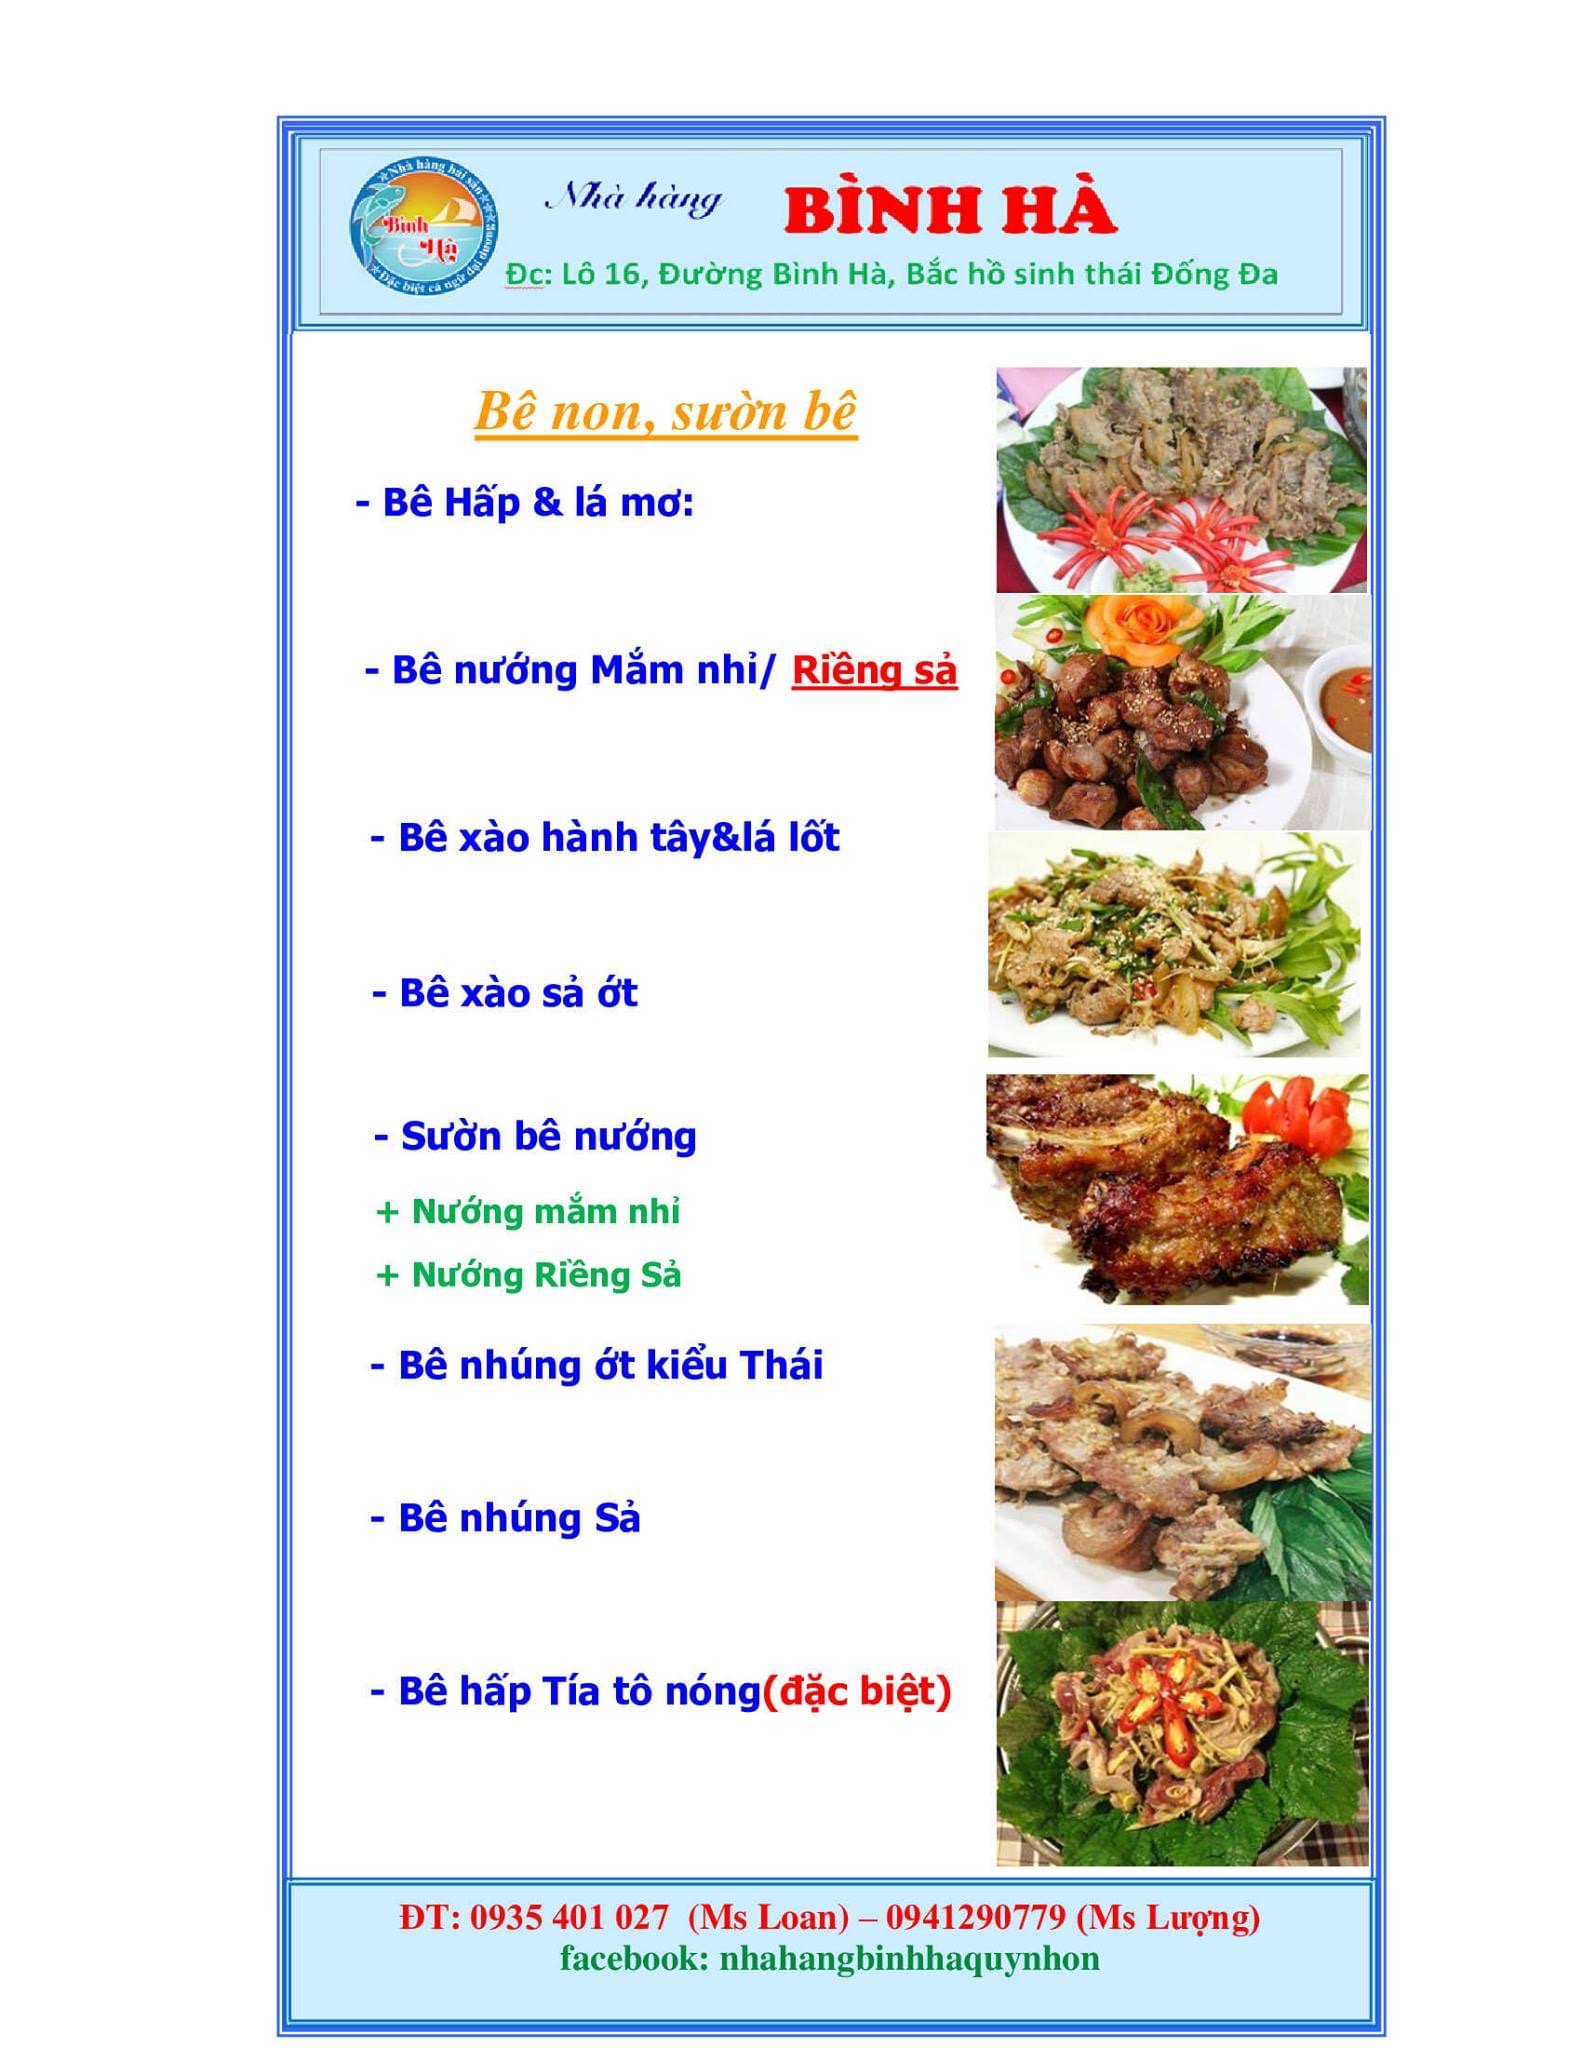 Nhà hàng hải sản
Bình
Hà
Đặc biệt cá ngừ đại dương
Nhà hàng BÌNH HÀ
Đc: Lô 16, Đường Bình Hà, Bắc hồ sinh thái Đống Đa
Bê non, sườn bê
- Bê Hấp & lá mơ:
- Bê nướng Mắm nhỉ/ Riềng sả
- Bê xào hành tây&lá lốt
- Bê xào sả ớt
- Sườn bê nướng
+ Nướng mắm nhỉ
+ Nướng Riềng Sả
- Bê nhúng ớt kiểu Thái
- Bê nhúng Sả
- Bê hấp Tía tô nóng(đặc biệt)
ĐT: 0935 401 027 (Ms Loan) – 0941290779 (Ms Lượng)
facebook: nhahangbinhhaquynhon